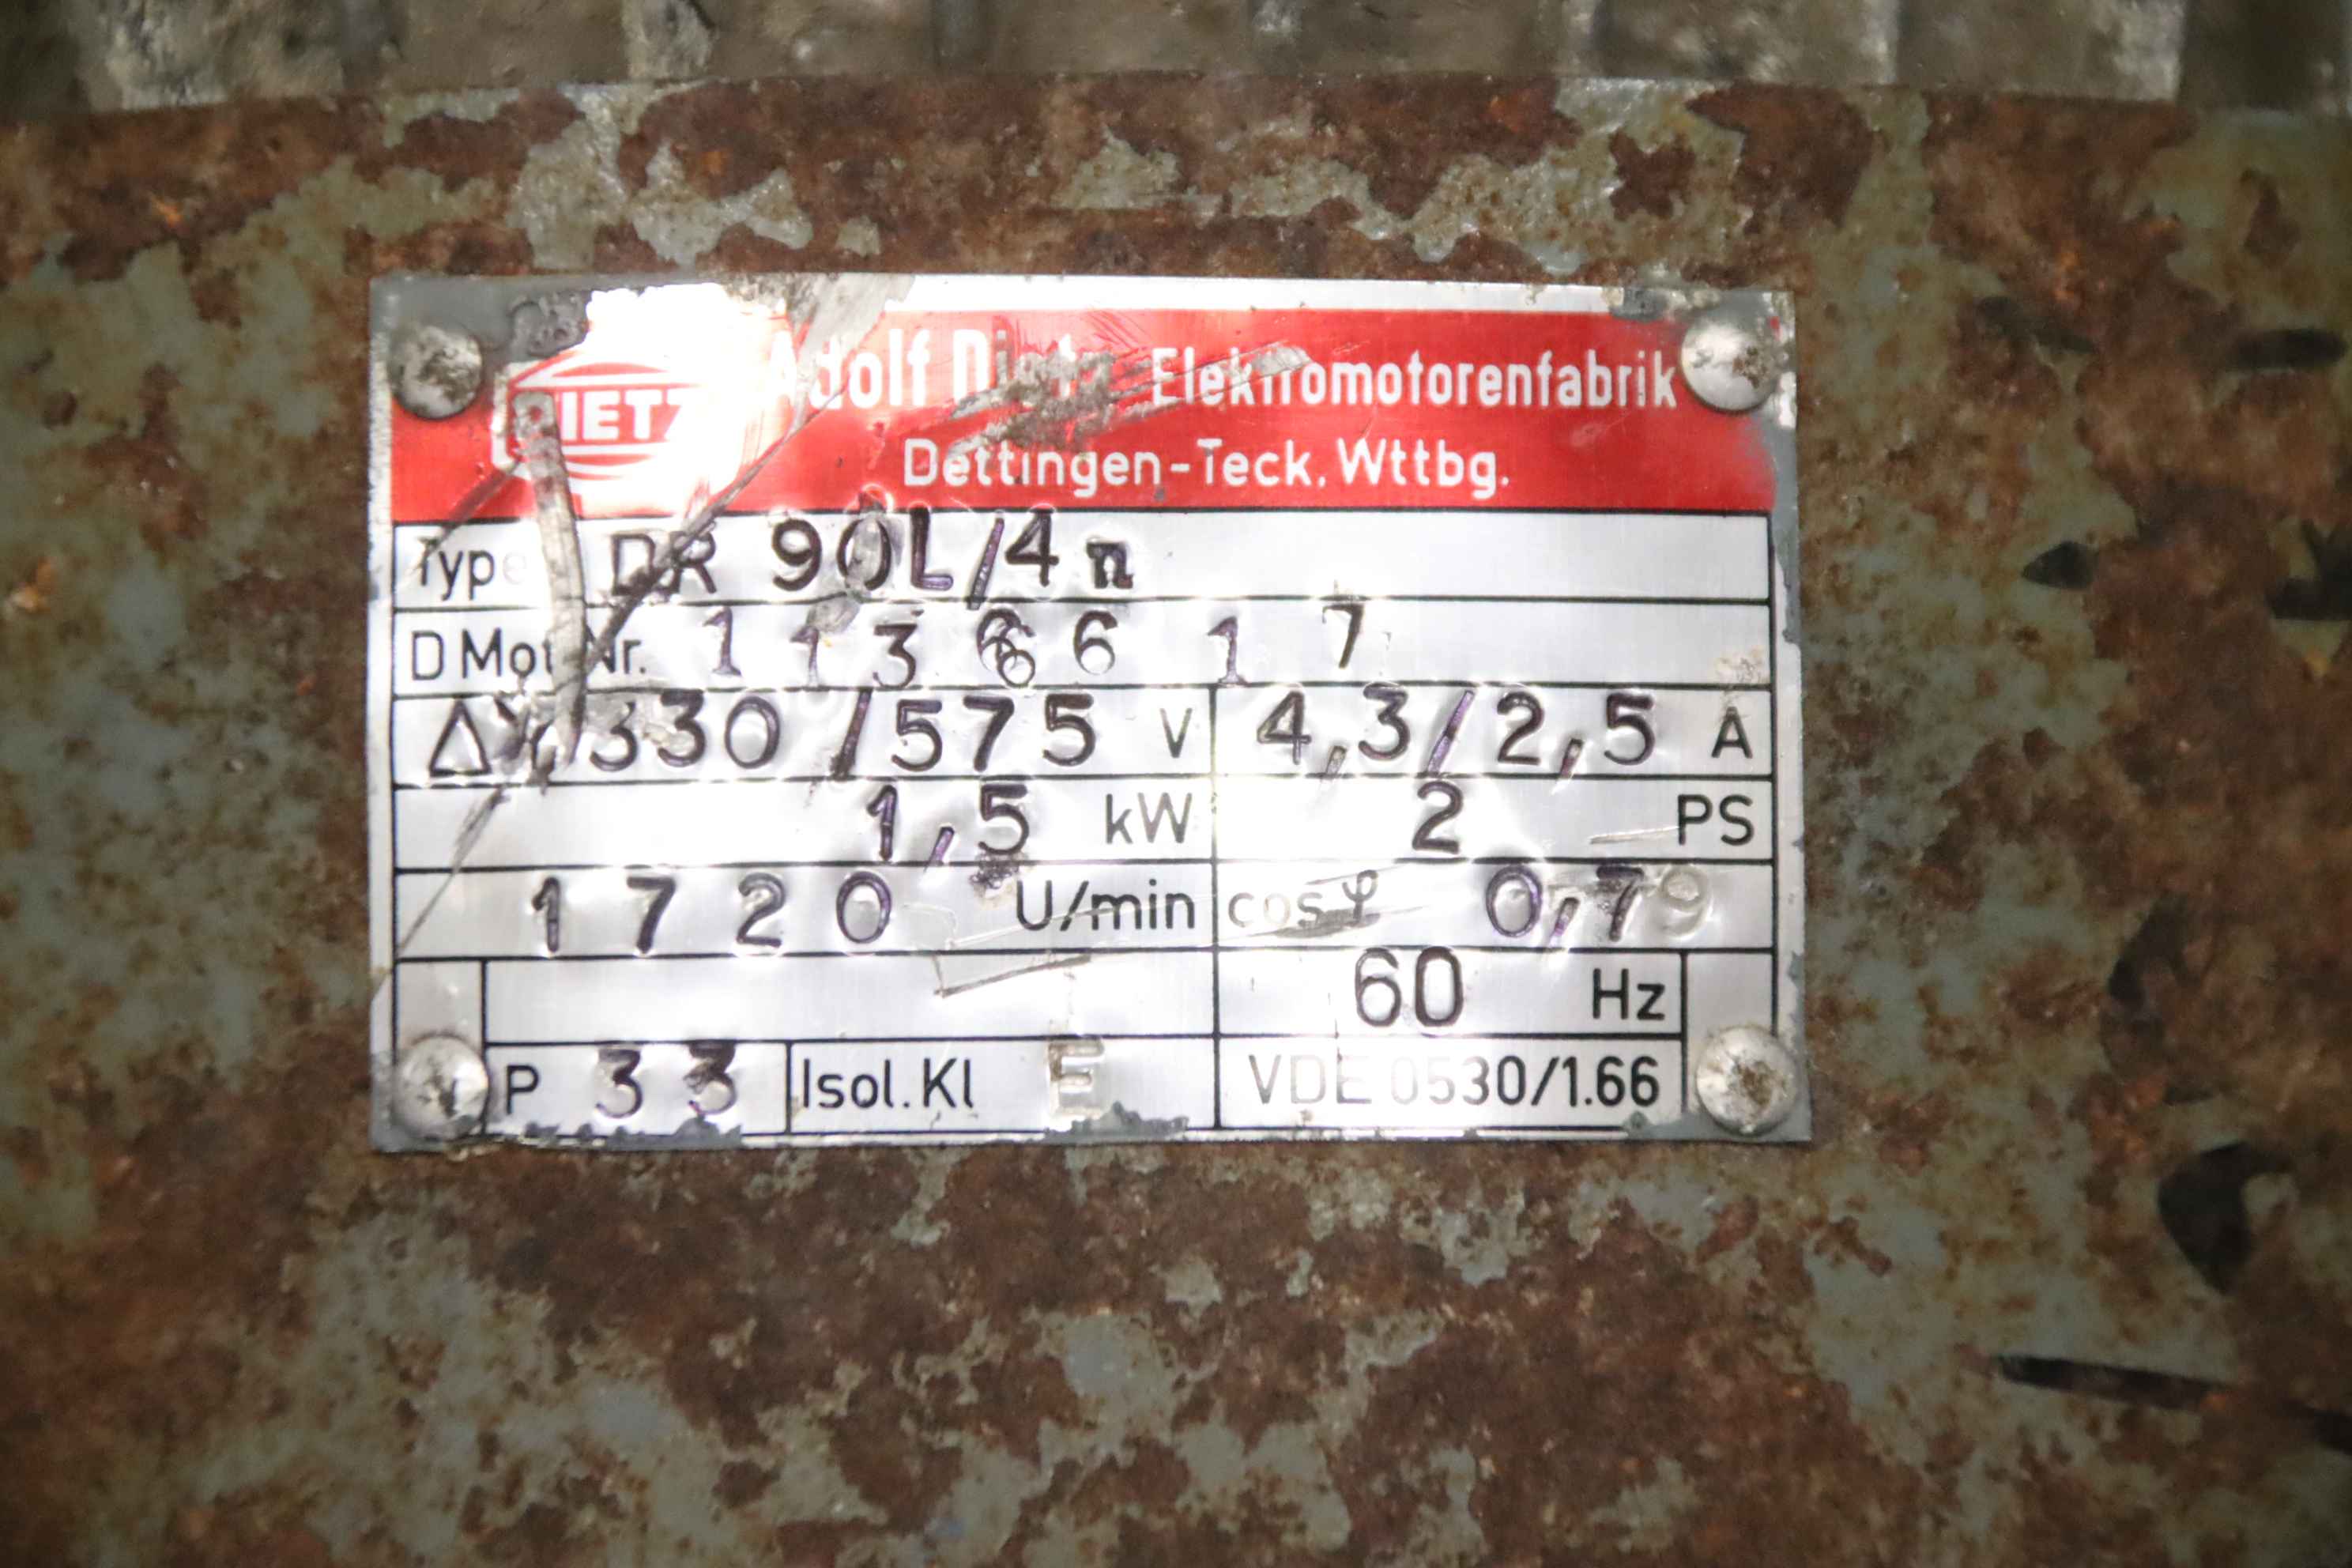 DIETZ
Adolf Dietz Elektromotorenfabrik
Dettingen-Teck, Wttbg.
Type DR 90L/4 n
D Mot Nr. 1 1 3 6 6 1 7
△ Y 330/575 V 4,3/2,5 A
1,5 kW 2 PS
1720 U/min cos φ 0,79
60 Hz
P 33 Isol. Kl E VDE 0530/1.66